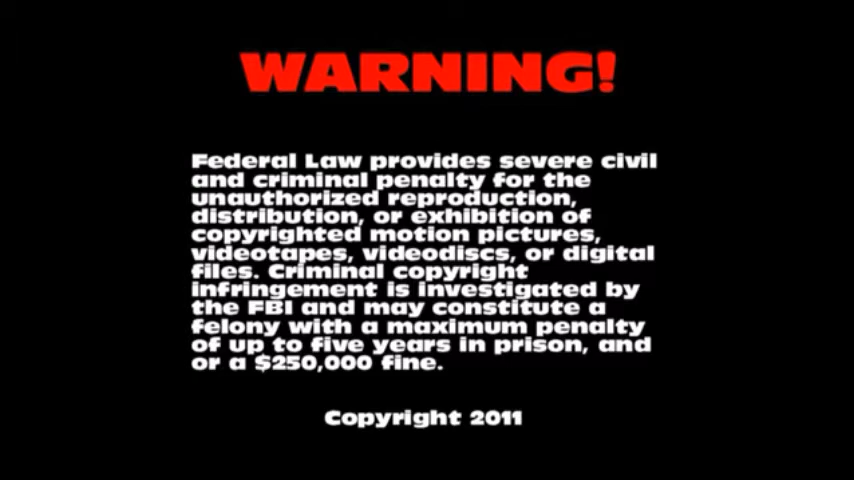 WARNING!
Federal Law provides severe civil
and criminal penalty for the
unauthorized reproduction,
distribution, or exhibition of
copyrighted motion pictures,
videotapes, videodiscs, or digital
files. Criminal copyright
infringement is investigated by
the FBI and may constitute a
felony with a maximum penalty
of up to five years in prison, and
or a $250,000 fine.
Copyright 2011